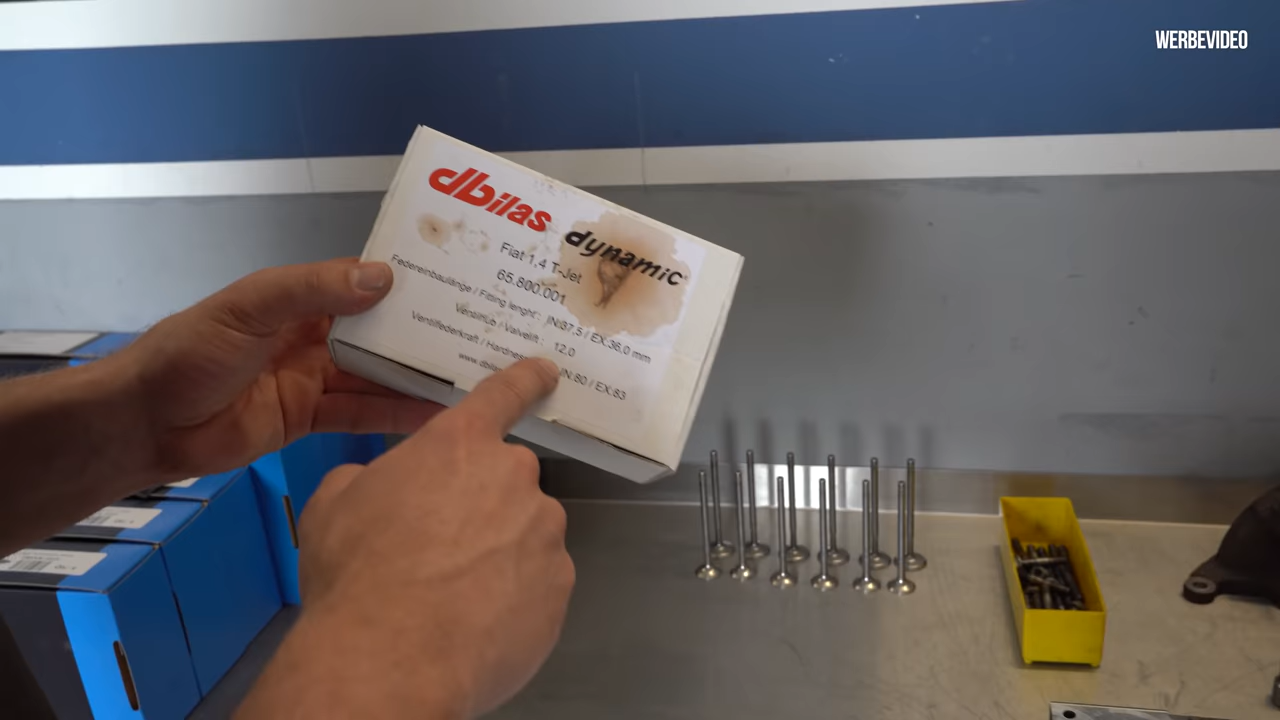 WERBEVIDEO
dbilas dynamic
Fiat 1,4 T-Jet
65.800.001
Federeinbaulänge / Fitting lenght: IN:37,5 / EX:36,0 mm
Ventilhub / Valvelift: 12.0
Ventilfederkraft / IN:80 / EX:83